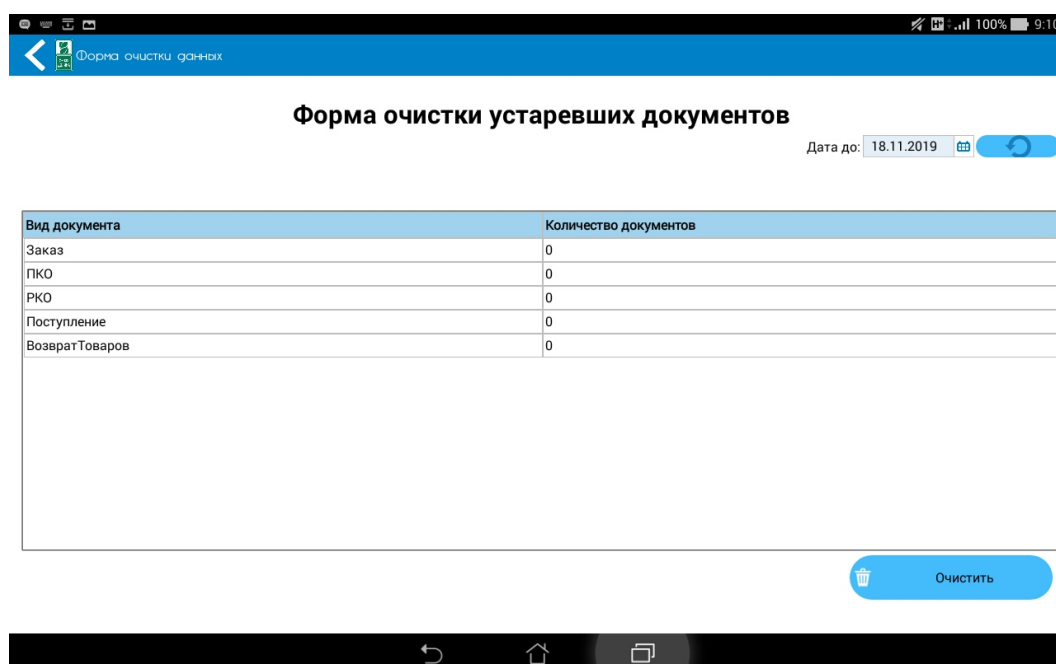 100% 9:10
Форма очистки данных
Форма очистки устаревших документов
Дата до: 18.11.2019
Вид документа Количество документов
Заказ 0
ПКО 0
РКО 0
Поступление 0
ВозвратТоваров 0
Очистить